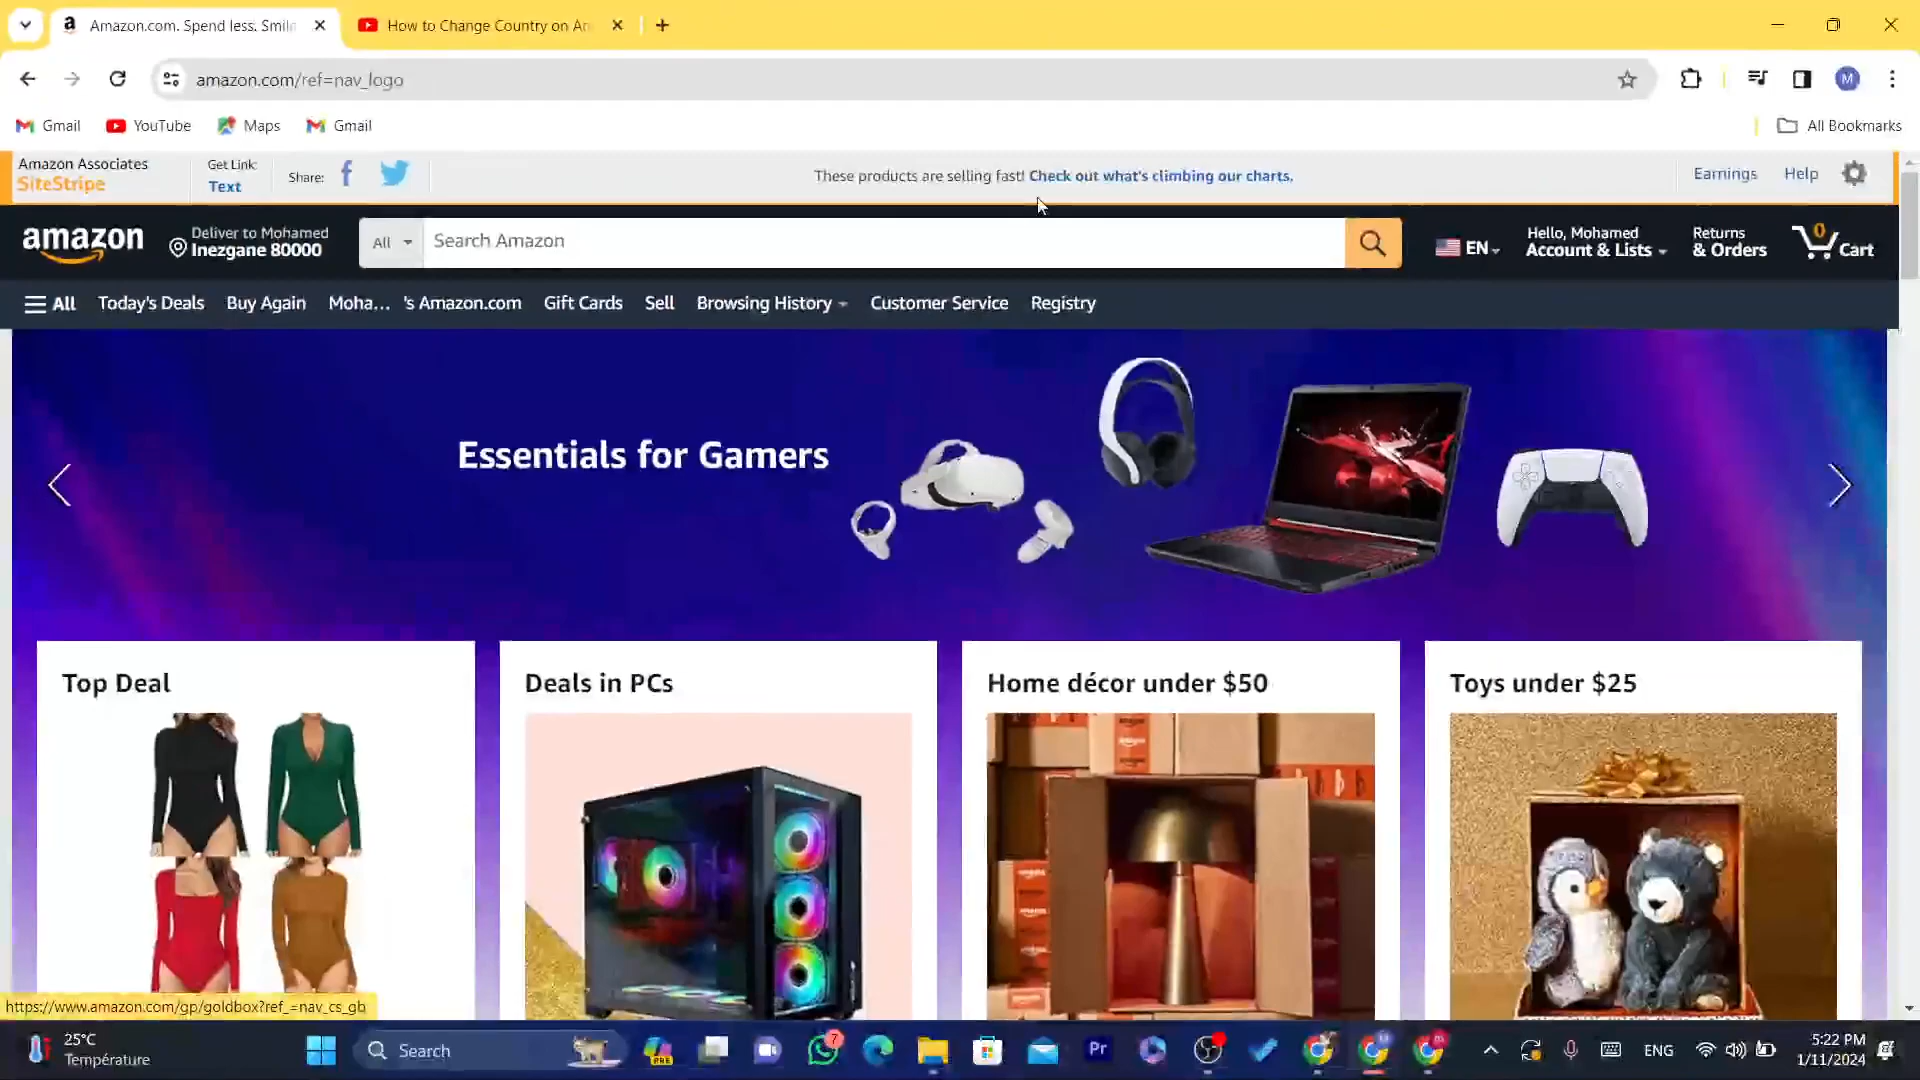 Amazon.com. Spend less. Smile
How to Change Country on Am
amazon.com/ref=nav_logo
M
Gmail
YouTube
Maps
Gmail
All Bookmarks
Amazon Associates
SiteStripe
Get Link:
Text
Share:
These products are selling fast! Check out what's climbing our charts.
Earnings
Help
amazon
Deliver to Mohamed
Inezgane 80000
All
Search Amazon
EN
Hello, Mohamed
Account & Lists
Returns
& Orders
0
Cart
All
Today's Deals
Buy Again
Moha... 's Amazon.com
Gift Cards
Sell
Browsing History
Customer Service
Registry
Essentials for Gamers
Top Deal
Deals in PCs
Home décor under $50
Toys under $25
https://www.amazon.com/gp/goldbox?ref_=nav_cs_gb
25°C
Température
Search
PRE
7
Pr
ENG
5:22 PM
1/11/2024